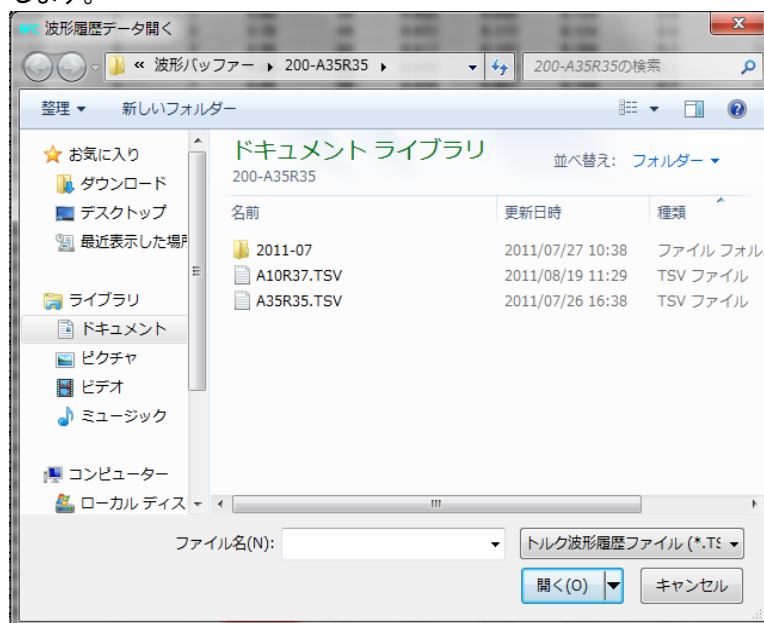 します。
波形履歴データ開く
« 波形バッファー ▸ 200-A35R35 ▸
200-A35R35の検索
整理 ▼ 新しいフォルダー
お気に入り
ダウンロード
デスクトップ
最近表示した場所
ライブラリ
ドキュメント
ピクチャ
ビデオ
ミュージック
コンピューター
ローカル ディス
ドキュメント ライブラリ
200-A35R35
並べ替え: フォルダー ▼
名前 更新日時 種類
2011-07 2011/07/27 10:38 ファイル フォル
A10R37.TSV 2011/08/19 11:29 TSV ファイル
A35R35.TSV 2011/07/26 16:38 TSV ファイル
ファイル名(N):
トルク波形履歴ファイル (*.TS
開く(O)
キャンセル